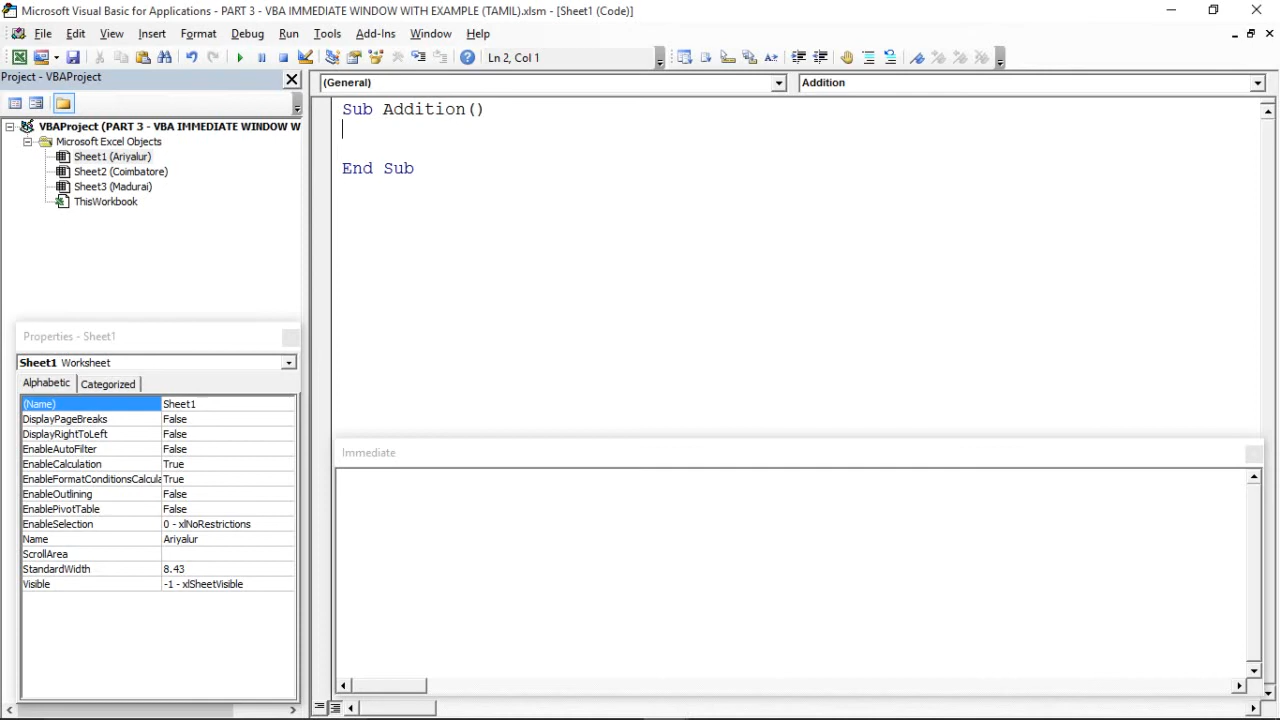 Microsoft Visual Basic for Applications - PART 3 - VBA IMMEDIATE WINDOW WITH EXAMPLE (TAMIL).xlsm - [Sheet1 (Code)]
File Edit View Insert Format Debug Run Tools Add-Ins Window Help
Ln 2, Col 1
Project - VBAProject
(General) Addition
VBAProject (PART 3 - VBA IMMEDIATE WINDOW W
Microsoft Excel Objects
Sheet1 (Ariyalur)
Sheet2 (Coimbatore)
Sheet3 (Madurai)
ThisWorkbook
Sub Addition()
End Sub
Properties - Sheet1
Sheet1 Worksheet
Alphabetic Categorized
(Name) Sheet1
DisplayPageBreaks False
DisplayRightToLeft False
EnableAutoFilter False
EnableCalculation True
EnableFormatConditionsCalcula True
EnableOutlining False
EnablePivotTable False
EnableSelection 0 - xlNoRestrictions
Name Ariyalur
ScrollArea
StandardWidth 8.43
Visible -1 - xlSheetVisible
Immediate